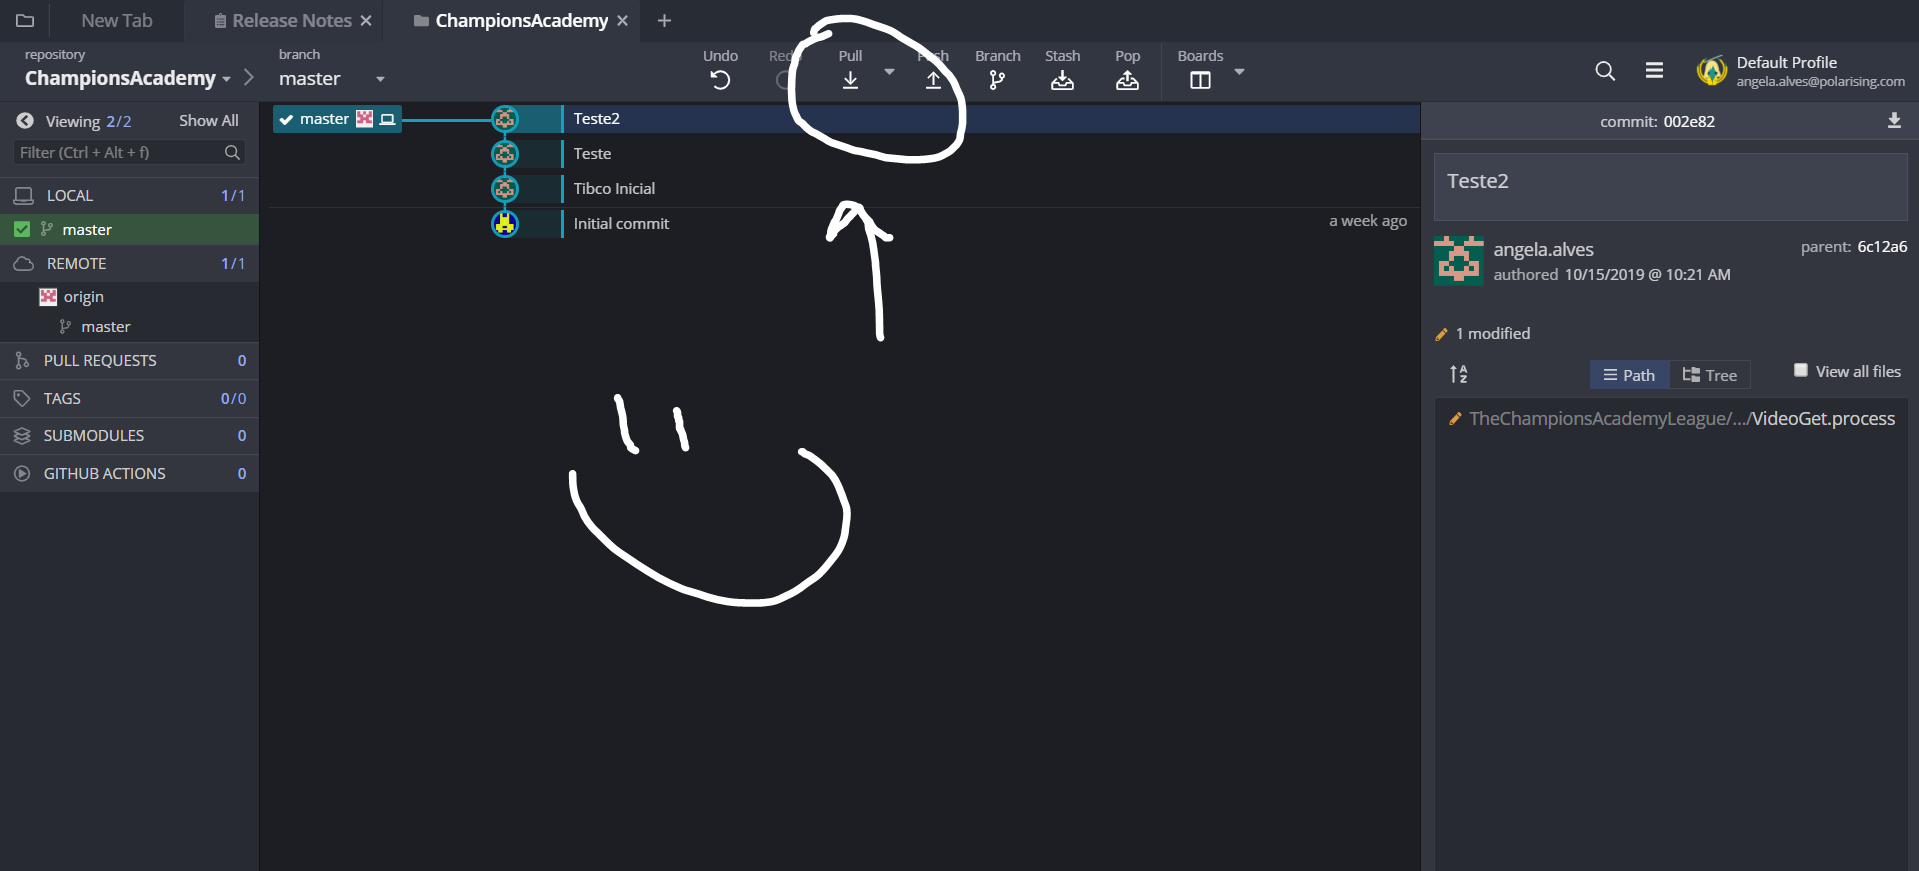 New Tab
Release Notes
ChampionsAcademy
repository
ChampionsAcademy
branch
master
Undo
Pull
Branch
Stash
Pop
Boards
Default Profile
angela.alves@polarising.com
Viewing 2/2
Show All
Filter (Ctrl + Alt + f)
LOCAL 1/1
master
REMOTE 1/1
origin
master
PULL REQUESTS 0
TAGS 0/0
SUBMODULES 0
GITHUB ACTIONS 0
master
Teste2
Teste
Tibco Inicial
Initial commit
a week ago
commit: 002e82
Teste2
angela.alves
parent: 6c12a6
authored 10/15/2019 @ 10:21 AM
1 modified
Path
Tree
View all files
TheChampionsAcademyLeague/.../VideoGet.process